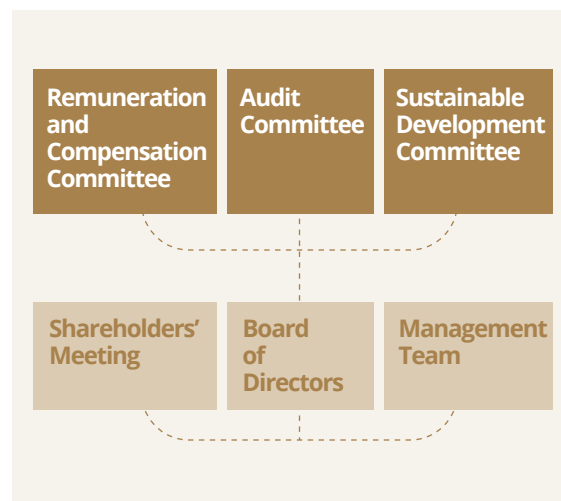 Remuneration
and
Compensation
Committee
Audit
Committee
Sustainable
Development
Committee
Shareholders’
Meeting
Board
of
Directors
Management
Team